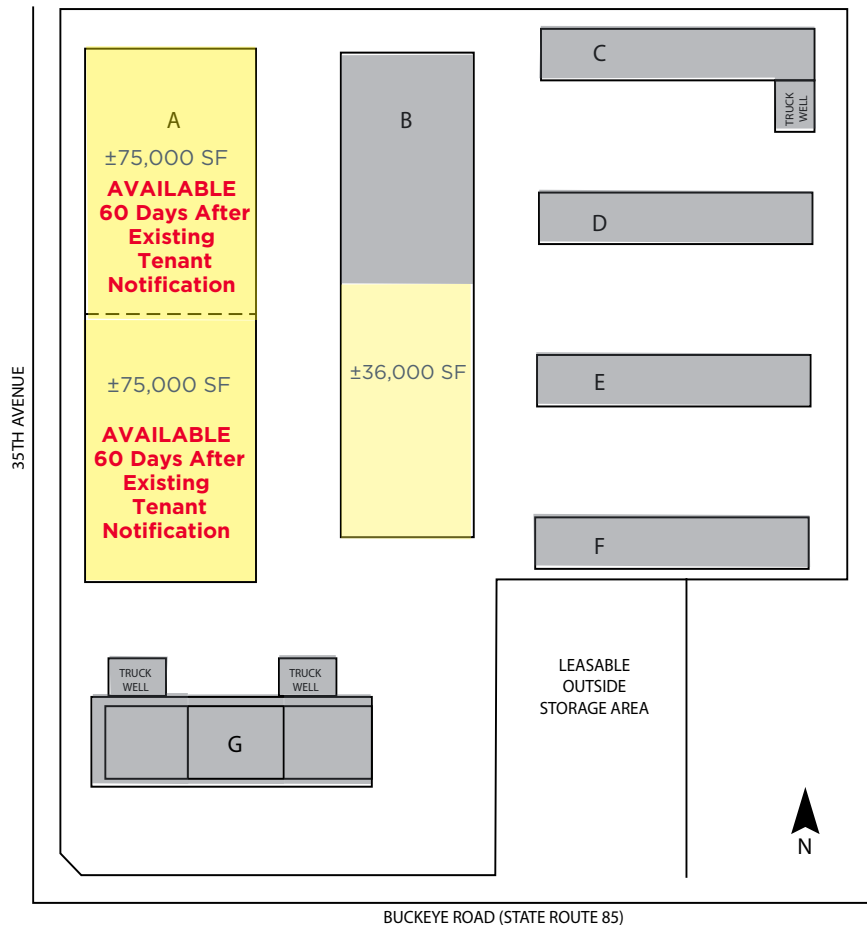 A
±75,000 SF
AVAILABLE
60 Days After
Existing
Tenant
Notification
±75,000 SF
AVAILABLE
60 Days After
Existing
Tenant
Notification
B
±36,000 SF
C
TRUCK
WELL
D
E
F
35TH AVENUE
TRUCK
WELL
TRUCK
WELL
G
LEASABLE
OUTSIDE
STORAGE AREA
N
BUCKEYE ROAD (STATE ROUTE 85)